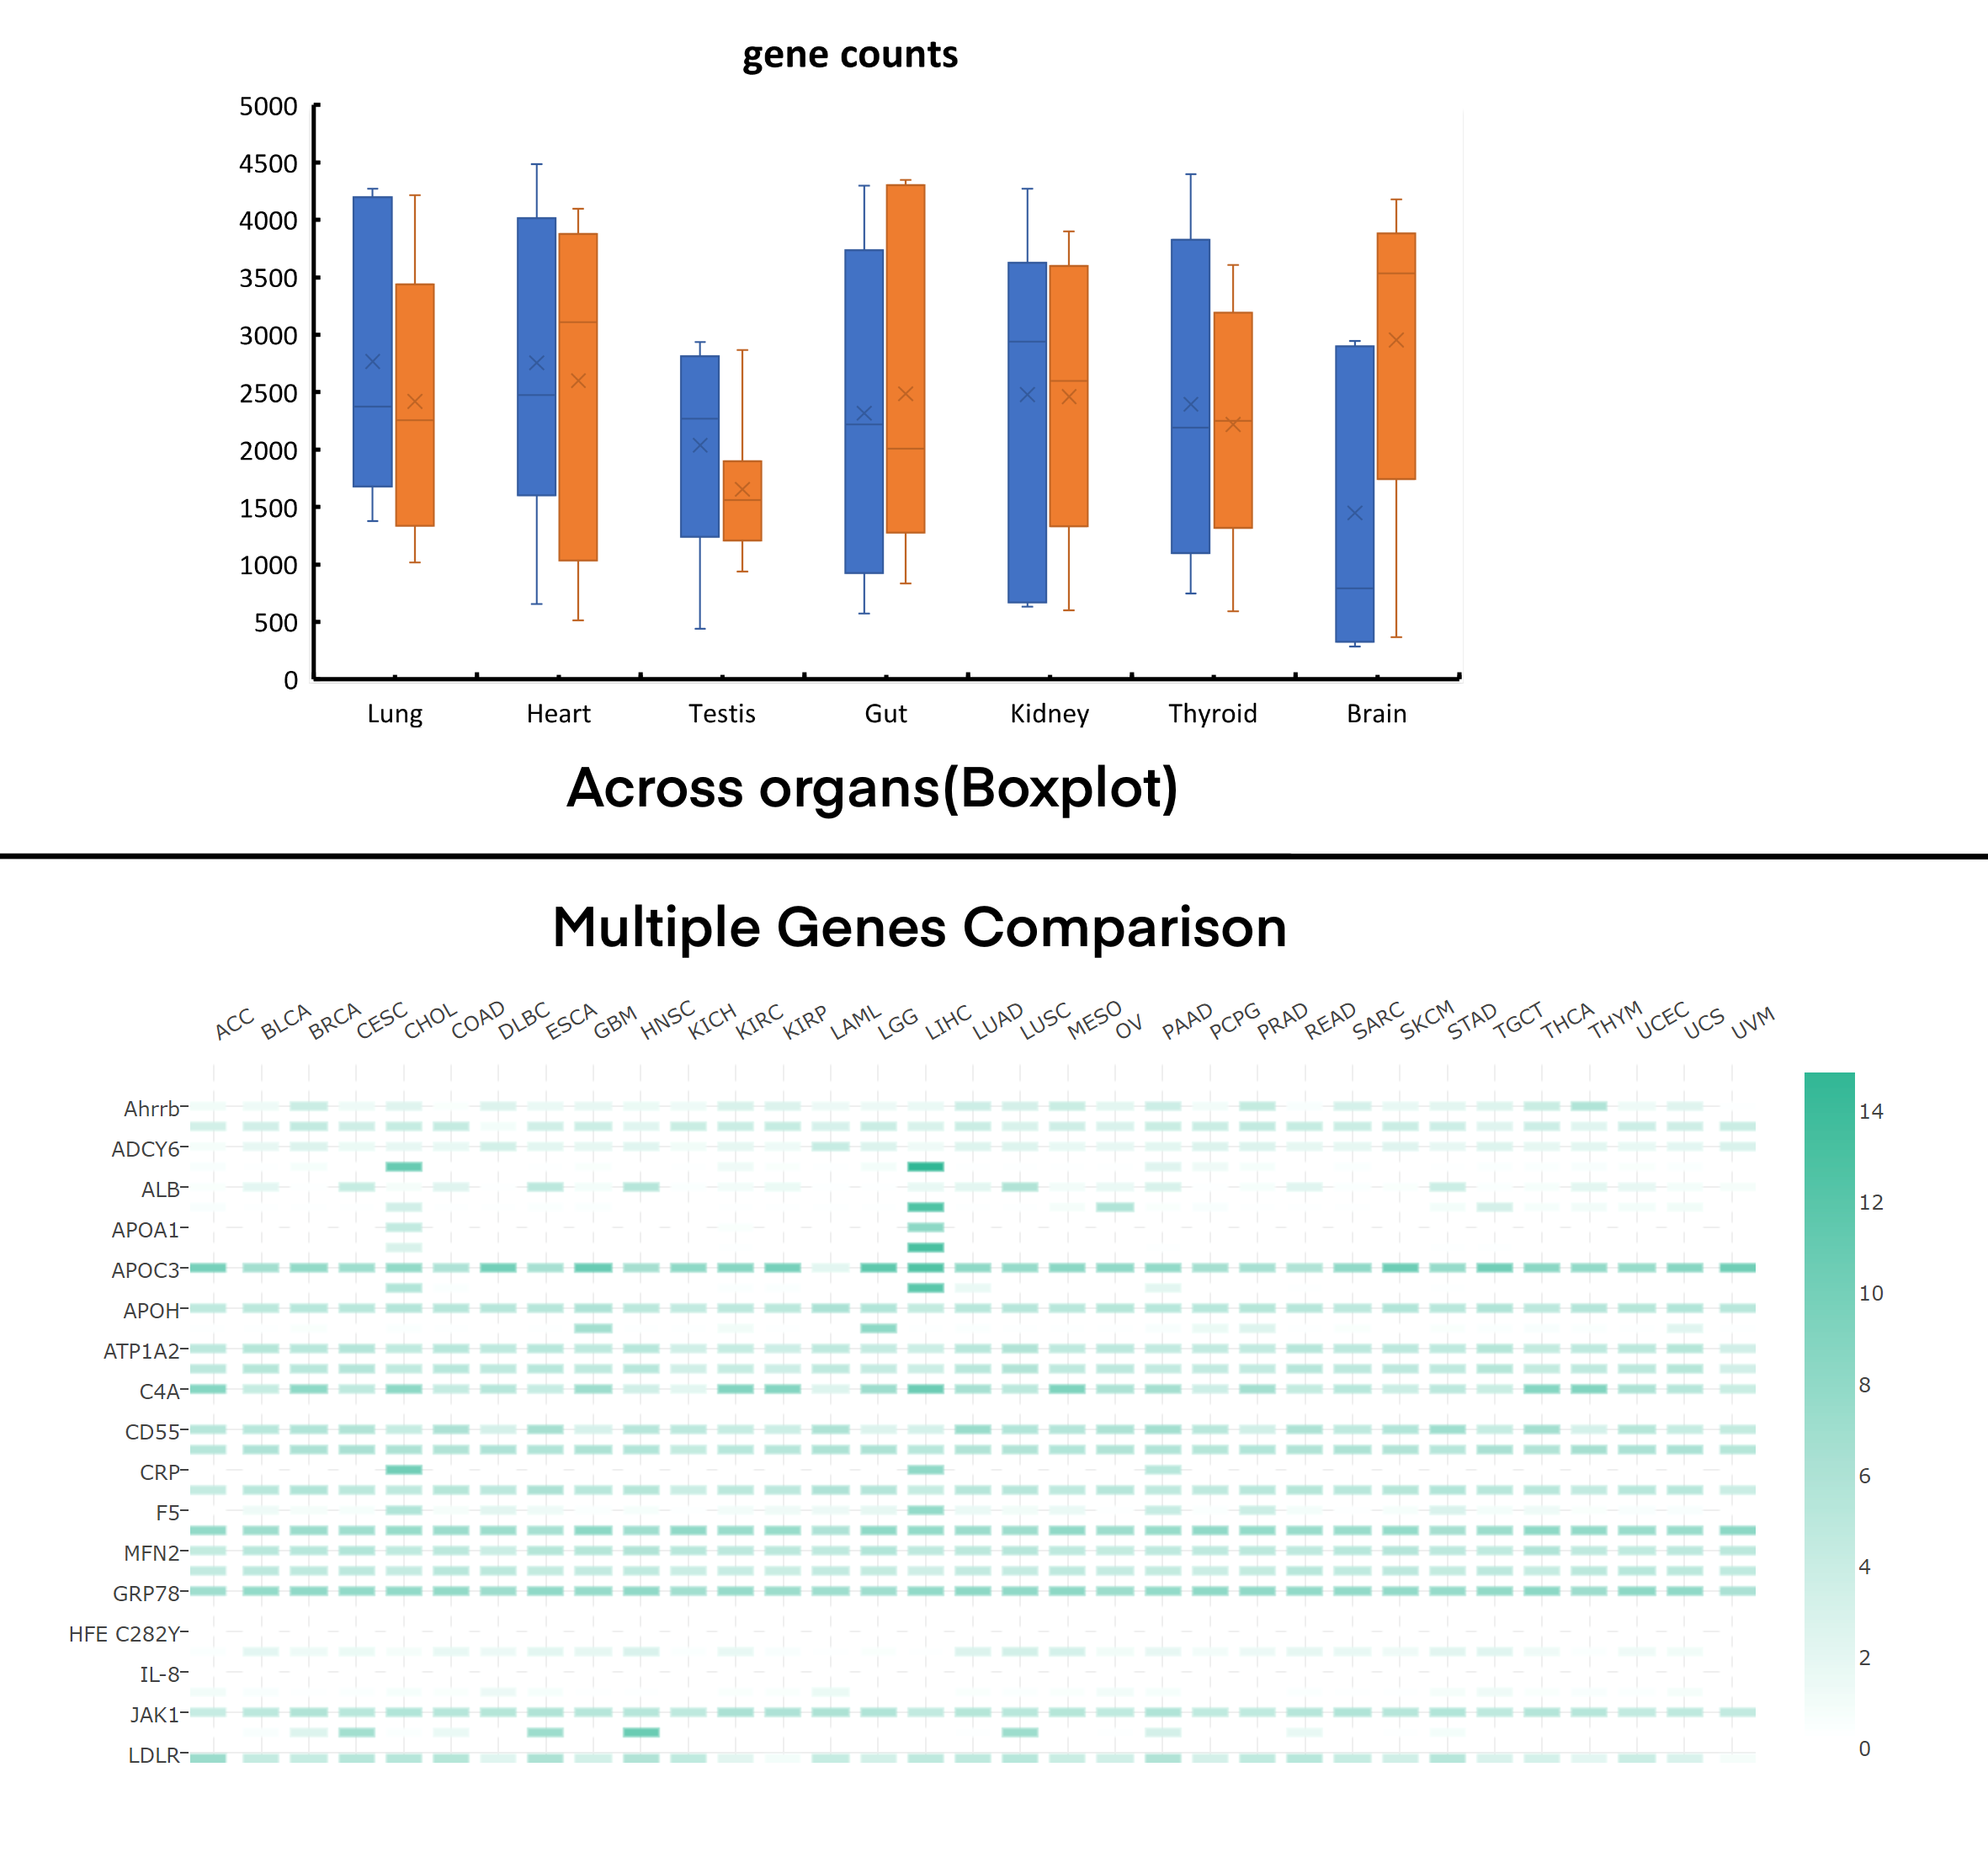 gene counts
5000
4500
4000
3500
3000
2500
2000
1500
1000
500
0
Lung Heart Testis Gut Kidney Thyroid Brain
Across organs(Boxplot)
Multiple Genes Comparison
ACC BLCA BRCA CESC CHOL COAD DLBC ESCA GBM HNSC KICH KIRC KIRP LAML LGG LIHC LUAD LUSC MESO OV PAAD PCPG PRAD READ SARC SKCM STAD TGCT THCA THYM UCEC UCS UVM
Ahrrb
ADCY6
ALB
APOA1
APOC3
APOH
ATP1A2
C4A
CD55
CRP
F5
MFN2
GRP78
HFE C282Y
IL-8
JAK1
LDLR
14
12
10
8
6
4
2
0